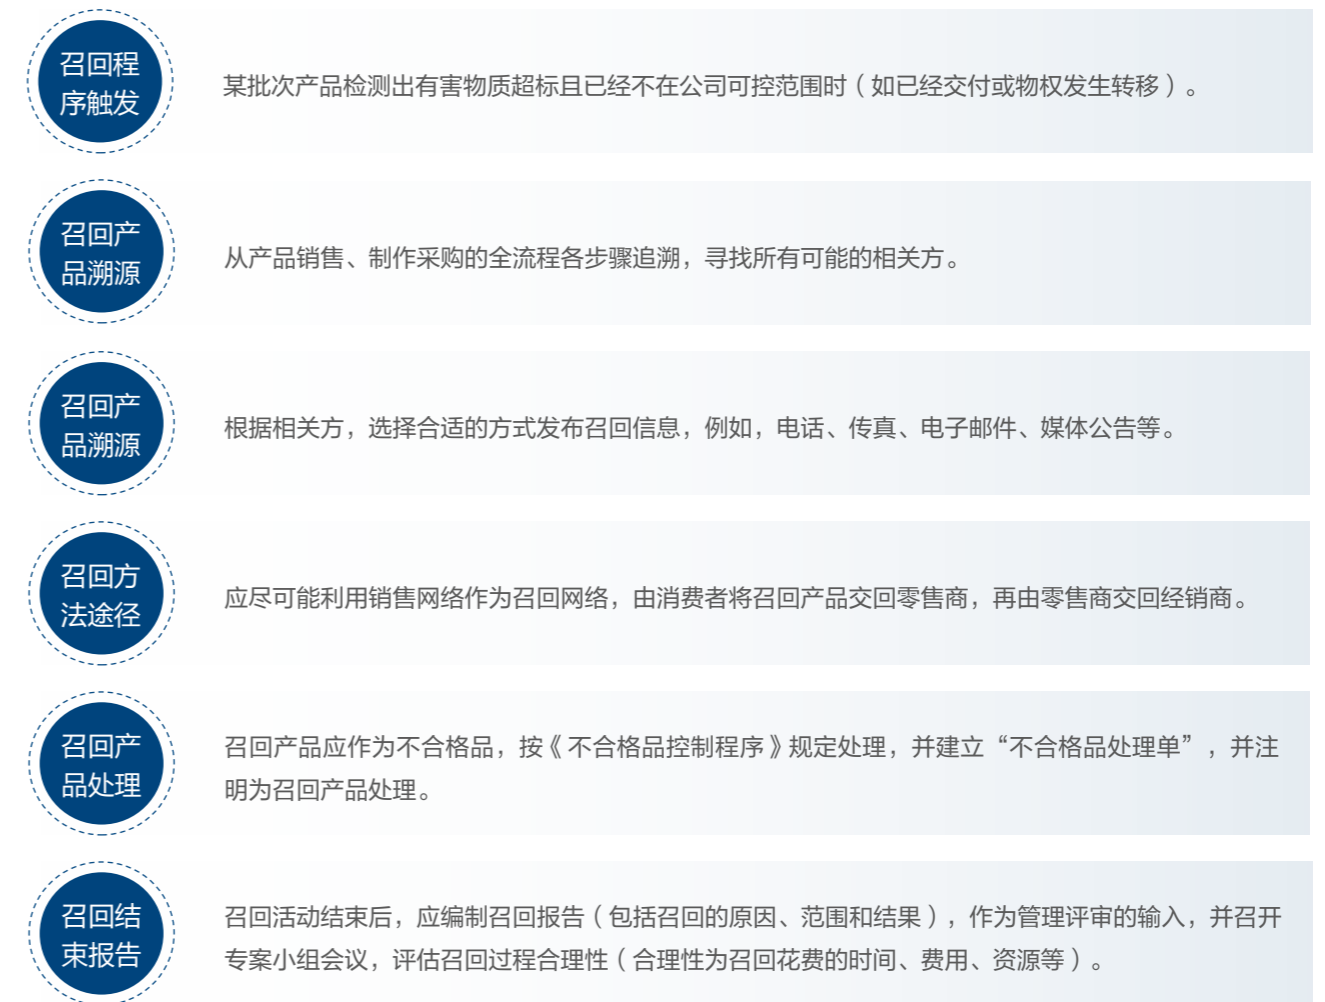 召回程
序触发
某批次产品检测出有害物质超标且已经不在公司可控范围时（如已经交付或物权发生转移）。
召回产
品溯源
从产品销售、制作采购的全流程各步骤追溯，寻找所有可能的相关方。
召回产
品溯源
根据相关方，选择合适的方式发布召回信息，例如，电话、传真、电子邮件、媒体公告等。
召回方
法途径
应尽可能利用销售网络作为召回网络，由消费者将召回产品交回零售商，再由零售商交回经销商。
召回产
品处理
召回产品应作为不合格品，按《不合格品控制程序》规定处理，并建立“不合格品处理单”，并注
明为召回产品处理。
召回结
束报告
召回活动结束后，应编制召回报告（包括召回的原因、范围和结果），作为管理评审的输入，并召开
专案小组会议，评估召回过程合理性（合理性为召回花费的时间、费用、资源等）。